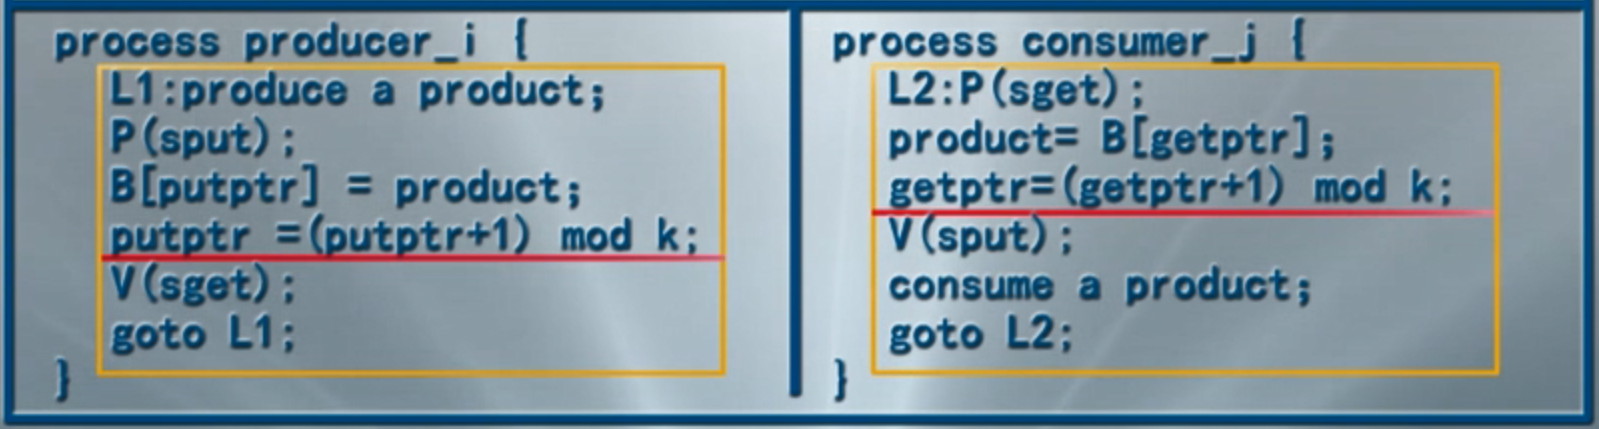 process producer_i {
L1:produce a product;
P(sput);
B[putptr] = product;
putptr =(putptr+1) mod k;
V(sget);
goto L1;
}
process consumer_j {
L2:P(sget);
product= B[getptr];
getptr=(getptr+1) mod k;
V(sput);
consume a product;
goto L2;
}